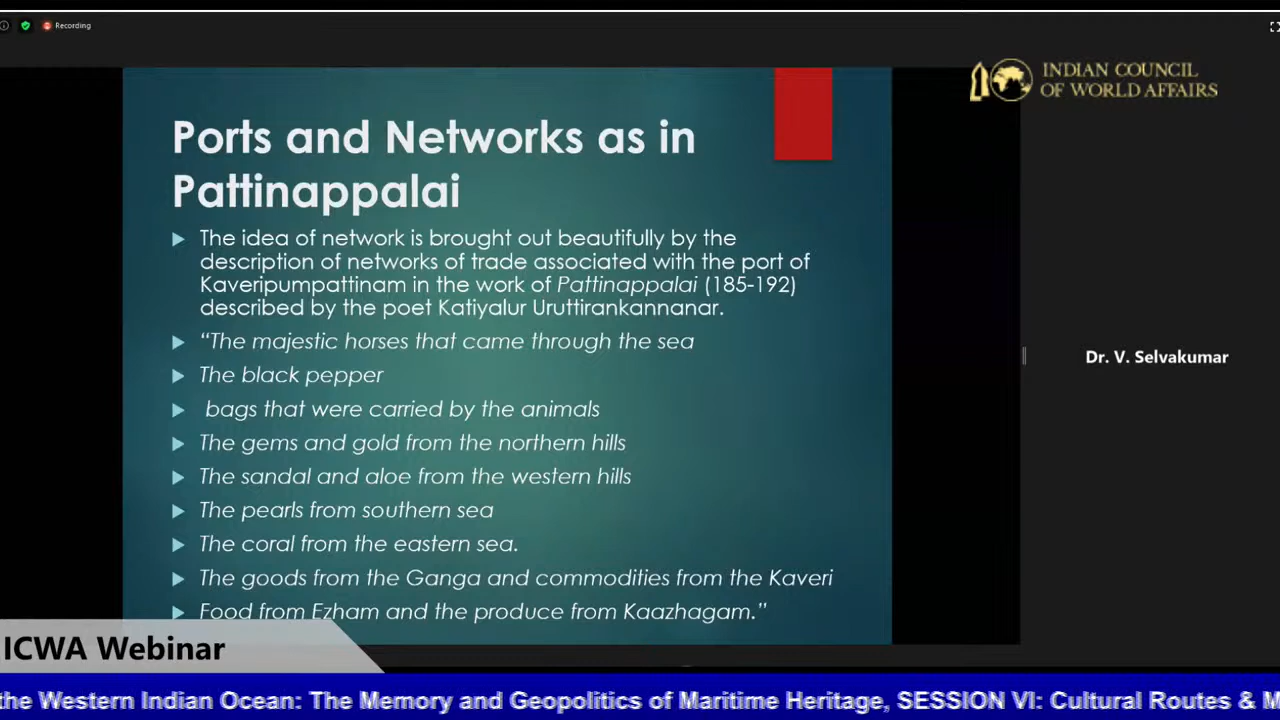 Recording
INDIAN COUNCIL
OF WORLD AFFAIRS
Ports and Networks as in
Pattinappalai
The idea of network is brought out beautifully by the
description of networks of trade associated with the port of
Kaveripumpattinam in the work of Pattinappalai (185-192)
described by the poet Katiyalur Uruttirankannanar.
“The majestic horses that came through the sea
The black pepper
bags that were carried by the animals
The gems and gold from the northern hills
The sandal and aloe from the western hills
The pearls from southern sea
The coral from the eastern sea.
The goods from the Ganga and commodities from the Kaveri
Food from Ezham and the produce from Kaazhagam.”
Dr. V. Selvakumar
ICWA Webinar
the Western Indian Ocean: The Memory and Geopolitics of Maritime Heritage, SESSION VI: Cultural Routes &